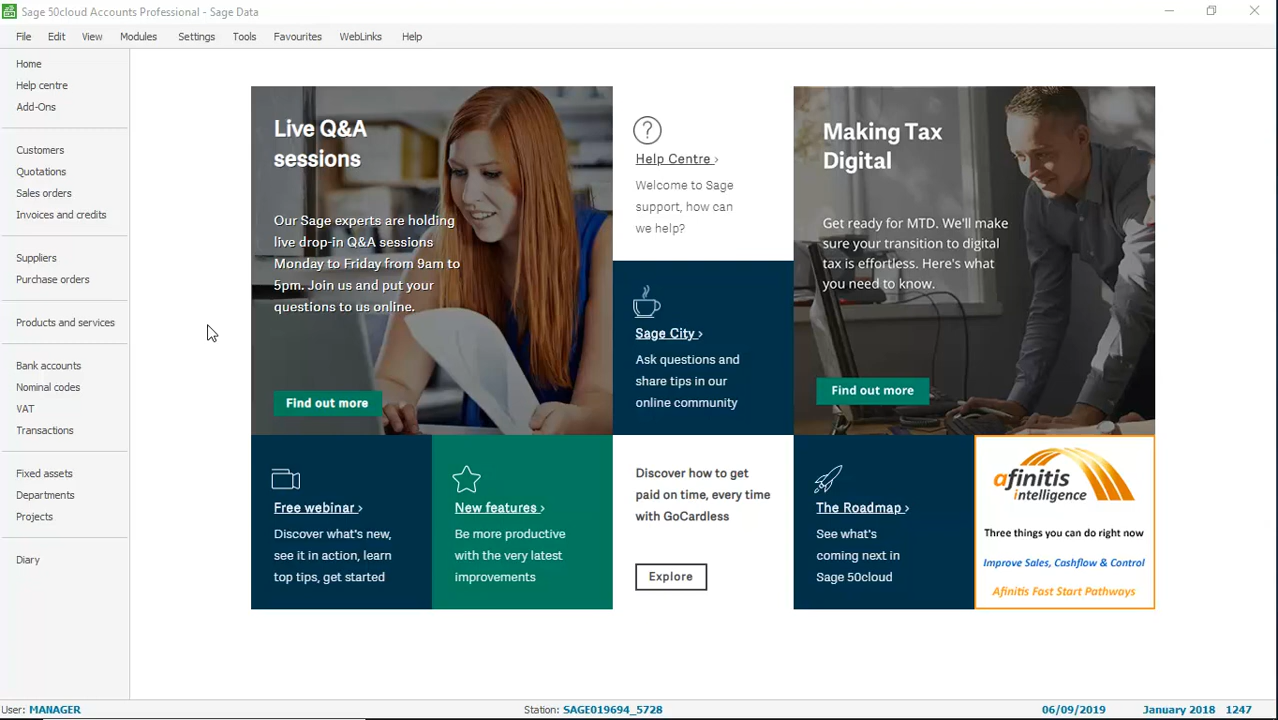 Sage 50cloud Accounts Professional - Sage Data
File Edit View Modules Settings Tools Favourites WebLinks Help
Home
Help centre
Add-Ons
Customers
Quotations
Sales orders
Invoices and credits
Suppliers
Purchase orders
Products and services
Bank accounts
Nominal codes
VAT
Transactions
Fixed assets
Departments
Projects
Diary
Live Q&A
sessions
Our Sage experts are holding
live drop-in Q&A sessions
Monday to Friday from 9am to
5pm. Join us and put your
questions to us online.
Find out more
?
Help Centre >
Welcome to Sage
support, how can
we help?
Sage City >
Ask questions and
share tips in our
online community
Making Tax
Digital
Get ready for MTD. We'll make
sure your transition to digital
tax is effortless. Here's what
you need to know.
Find out more
Free webinar >
Discover what's new,
see it in action, learn
top tips, get started
New features >
Be more productive
with the very latest
improvements
Discover how to get
paid on time, every time
with GoCardless
Explore
The Roadmap >
See what's
coming next in
Sage 50cloud
afinitis
intelligence
Three things you can do right now
Improve Sales, Cashflow & Control
Afinitis Fast Start Pathways
User: MANAGER Station: SAGE019694_5728 06/09/2019 January 2018 1247